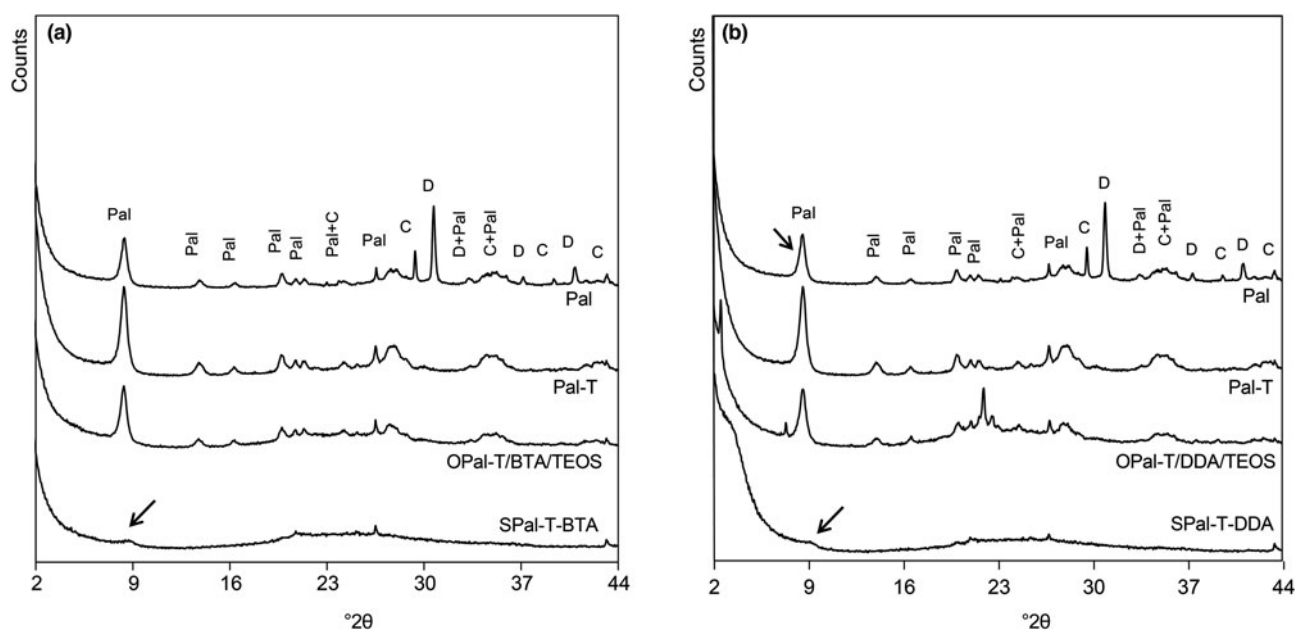 (a)
Counts
Pal
Pal
Pal
Pal
Pal
Pal+C
Pal
C
D
D+Pal
C+Pal
D
C
D
C
Pal
Pal-T
OPal-T/BTA/TEOS
SPal-T-BTA
2 9 16 23 30 37 44
°2θ
(b)
Counts
Pal
Pal
Pal
Pal
Pal
C+Pal
Pal
C
D
D+Pal
C+Pal
D
C
D
C
Pal
Pal-T
OPal-T/DDA/TEOS
SPal-T-DDA
2 9 16 23 30 37 44
°2θ